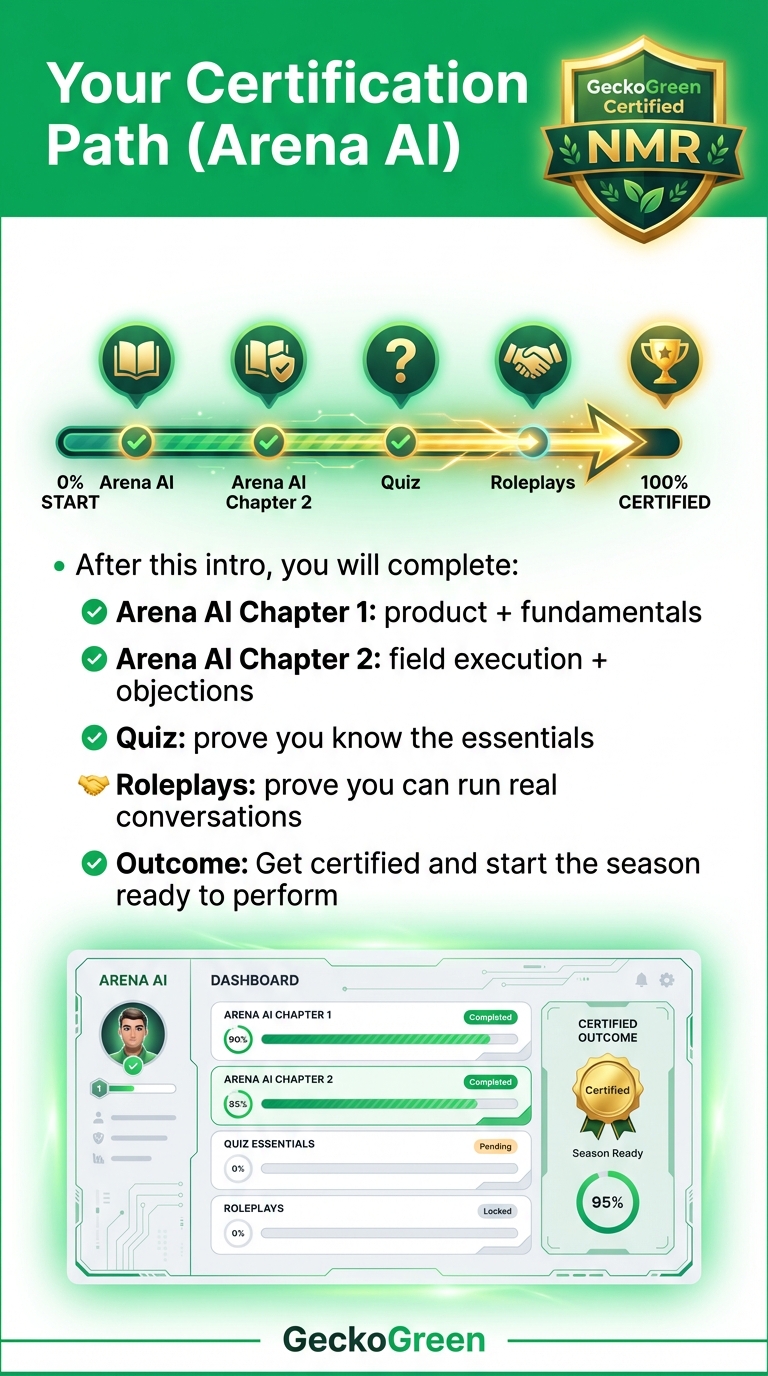 Your Certification
Path (Arena AI)
GeckoGreen
Certified
NMR
0%
START
Arena AI
Arena AI
Chapter 2
Quiz
Roleplays
100%
CERTIFIED
• After this intro, you will complete:
Arena AI Chapter 1: product + fundamentals
Arena AI Chapter 2: field execution +
objections
Quiz: prove you know the essentials
Roleplays: prove you can run real
conversations
Outcome: Get certified and start the season
ready to perform
ARENA AI
1
DASHBOARD
ARENA AI CHAPTER 1
Completed
90%
ARENA AI CHAPTER 2
Completed
85%
QUIZ ESSENTIALS
Pending
0%
ROLEPLAYS
Locked
0%
CERTIFIED
OUTCOME
Certified
Season Ready
95%
GeckoGreen